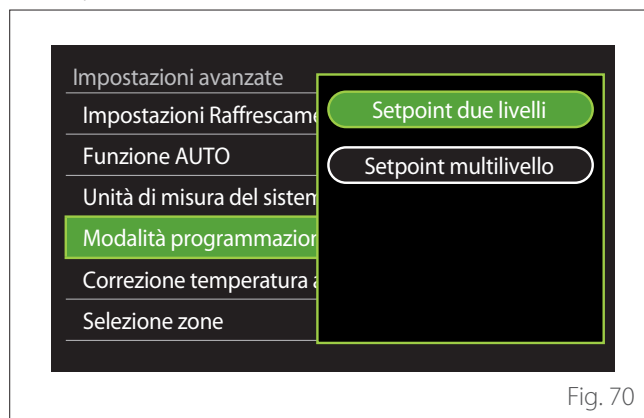 Impostazioni avanzate
Impostazioni Raffrescame
Funzione AUTO
Unità di misura del sistem
Modalità programmazion
Correzione temperatura a
Selezione zone
Setpoint due livelli
Setpoint multilivello
Fig. 70